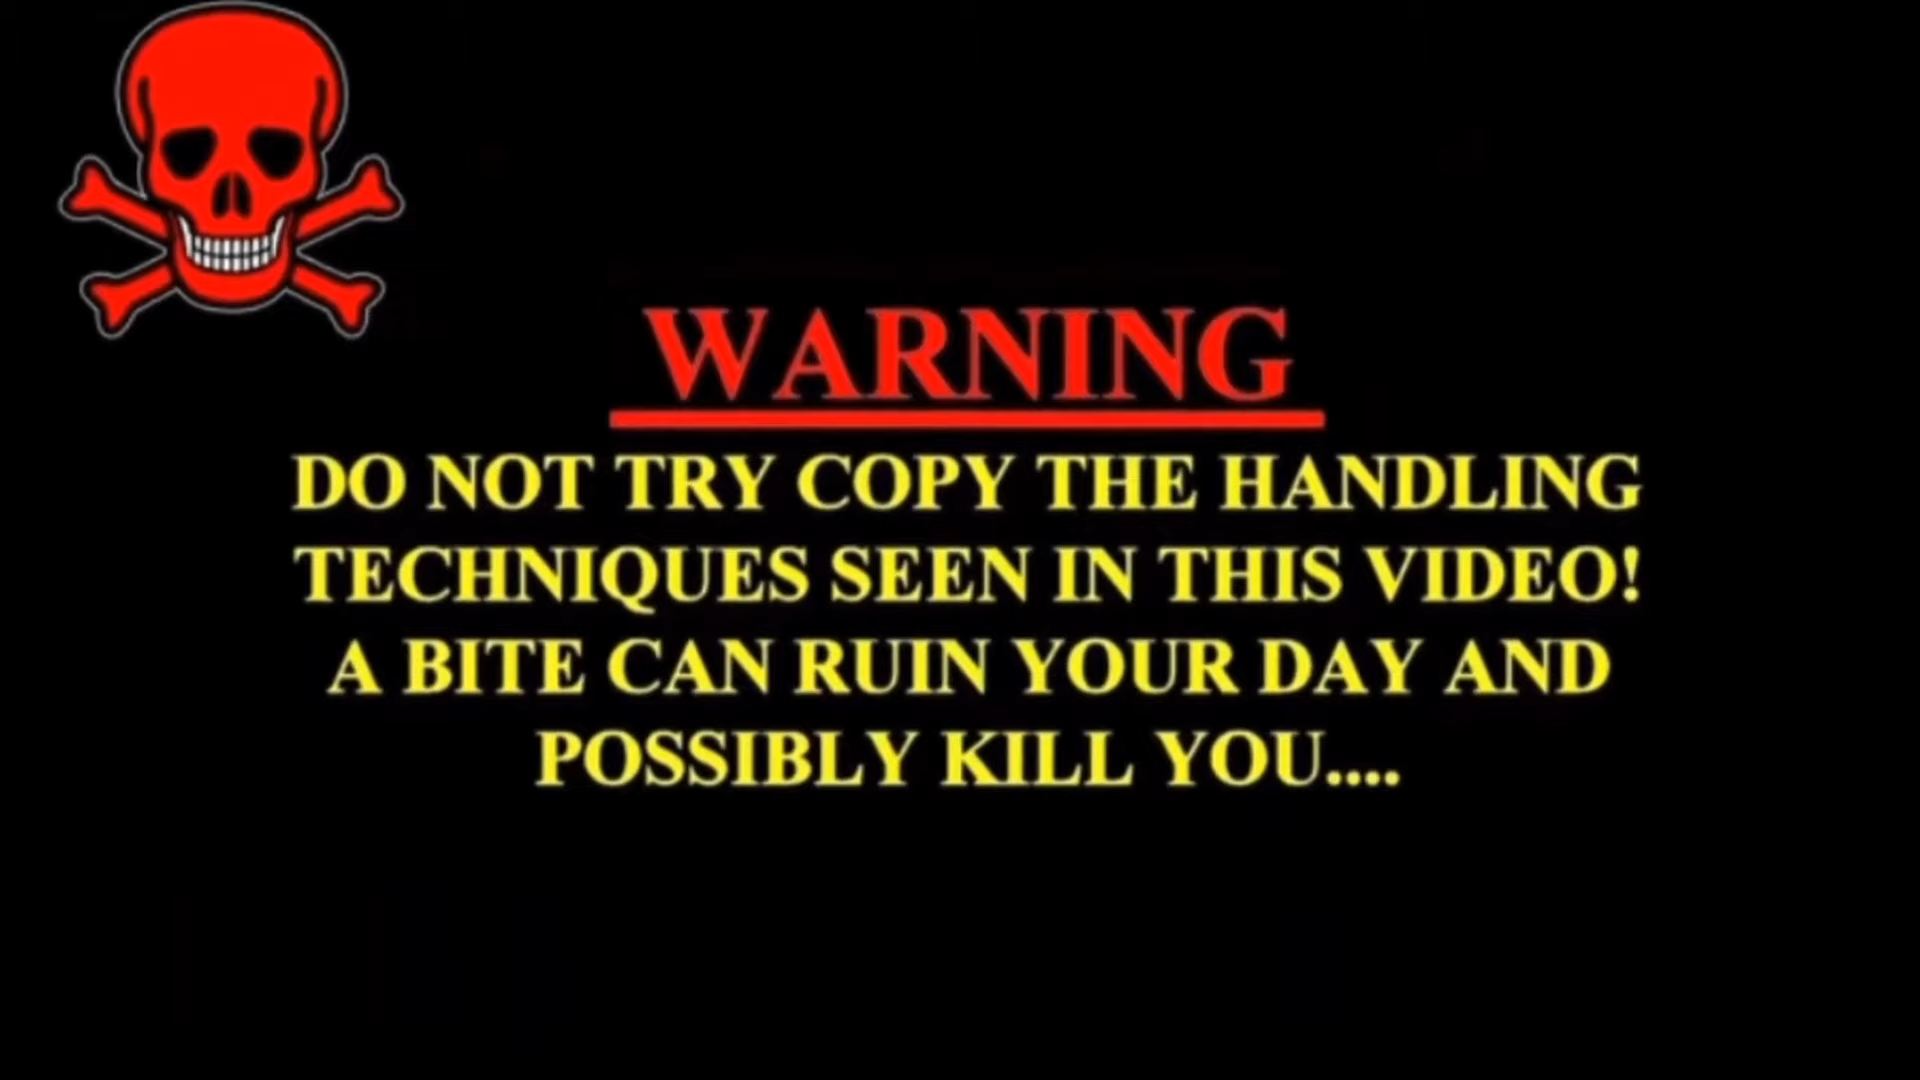 WARNING
DO NOT TRY COPY THE HANDLING
TECHNIQUES SEEN IN THIS VIDEO!
A BITE CAN RUIN YOUR DAY AND
POSSIBLY KILL YOU....